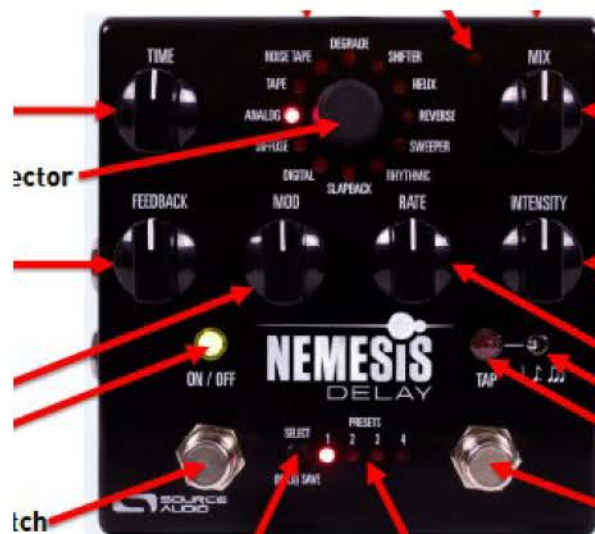 DEGRADE
NOISE TAPE SHIFTER
TIME MIX
TAPE HELIX
ANALOG REVERSE
ector
DIFFUSE SWEEPER
DIGITAL RHYTHMIC
SLAPBACK
FEEDBACK MOD RATE INTENSITY
NEMESIS
DELAY
ON / OFF TAP
PRESETS
SELECT 1 2 3 4
SAVE
SOURCE
AUDIO
tch